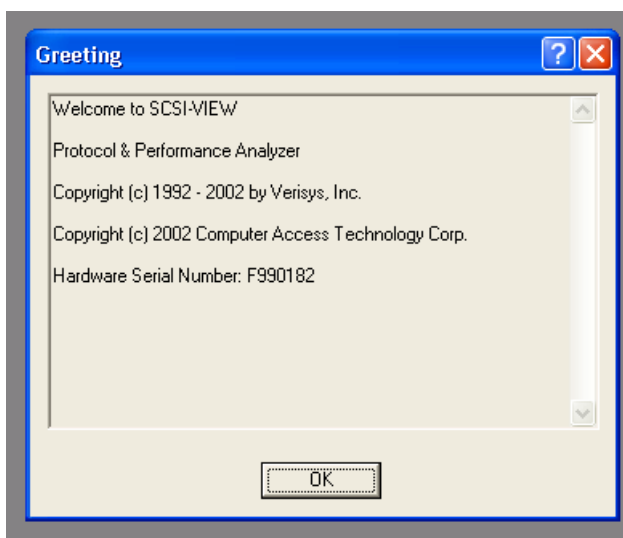 Greeting
Welcome to SCSI-VIEW
Protocol & Performance Analyzer
Copyright (c) 1992 - 2002 by Verisys, Inc.
Copyright (c) 2002 Computer Access Technology Corp.
Hardware Serial Number: F990182
OK